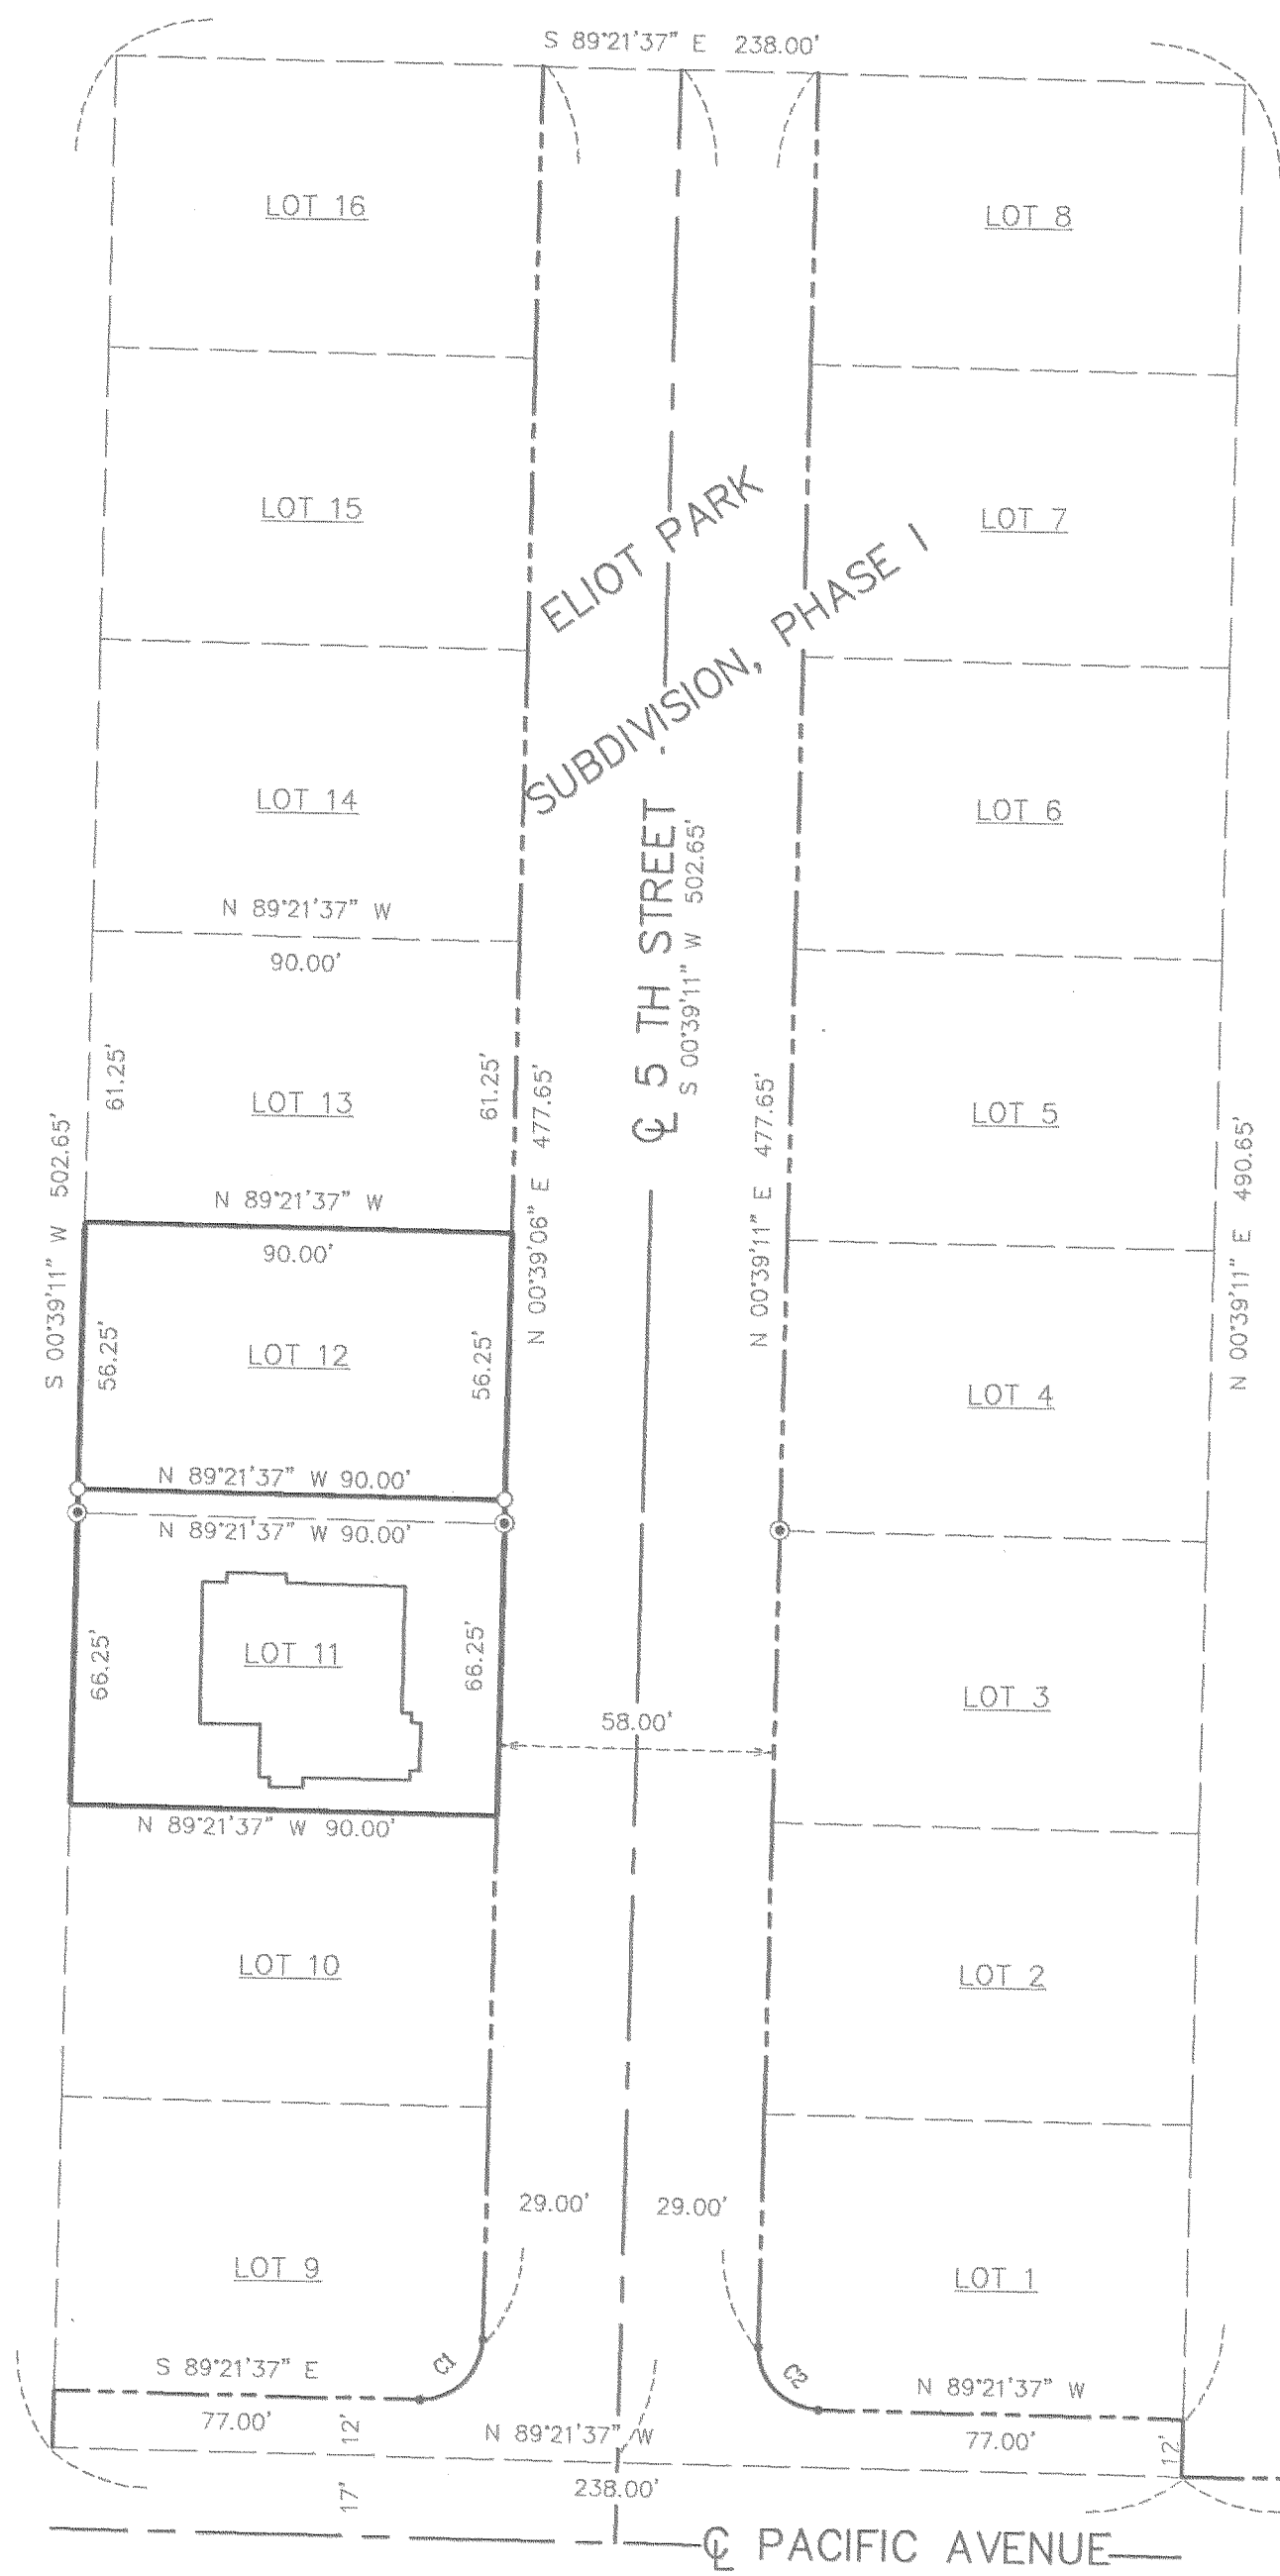 S 89°21'37" E 238.00'
LOT 16
LOT 8
LOT 15
LOT 7
ELIOT PARK
SUBDIVISION, PHASE I
LOT 14
LOT 6
N 89°21'37" W
90.00'
℄ 5 TH STREET
S 00°39'11" W 502.65'
61.25'
LOT 13
61.25'
LOT 5
S 00°39'11" W 502.65'
N 00°39'06" E 477.65'
N 00°39'11" E 477.65'
N 00°39'11" E 490.65'
N 89°21'37" W
90.00'
56.25'
LOT 12
56.25'
LOT 4
N 89°21'37" W 90.00'
N 89°21'37" W 90.00'
66.25'
LOT 11
66.25'
LOT 3
58.00'
N 89°21'37" W 90.00'
LOT 10
LOT 2
29.00'
29.00'
LOT 9
LOT 1
C1
C2
S 89°21'37" E
77.00'
12'
N 89°21'37" W
77.00'
12'
N 89°21'37" W
238.00'
17'
℄ PACIFIC AVENUE